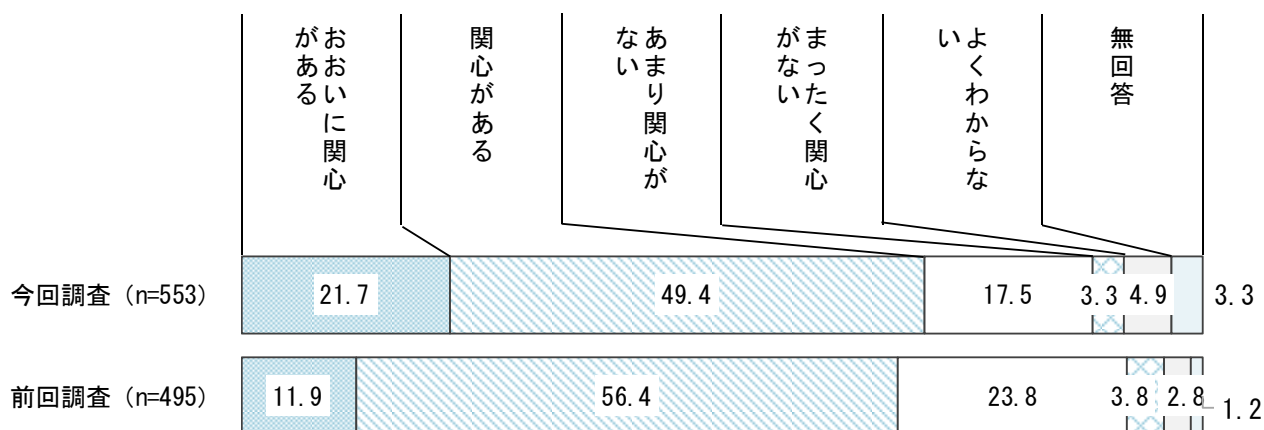 おおいに関心
がある
関心がある
あまり関心が
ない
まったく関心
がない
よくわからな
い
無回答
今回調査（n=553） 21.7 49.4 17.5 3.3 4.9 3.3
前回調査（n=495） 11.9 56.4 23.8 3.8 2.8 1.2